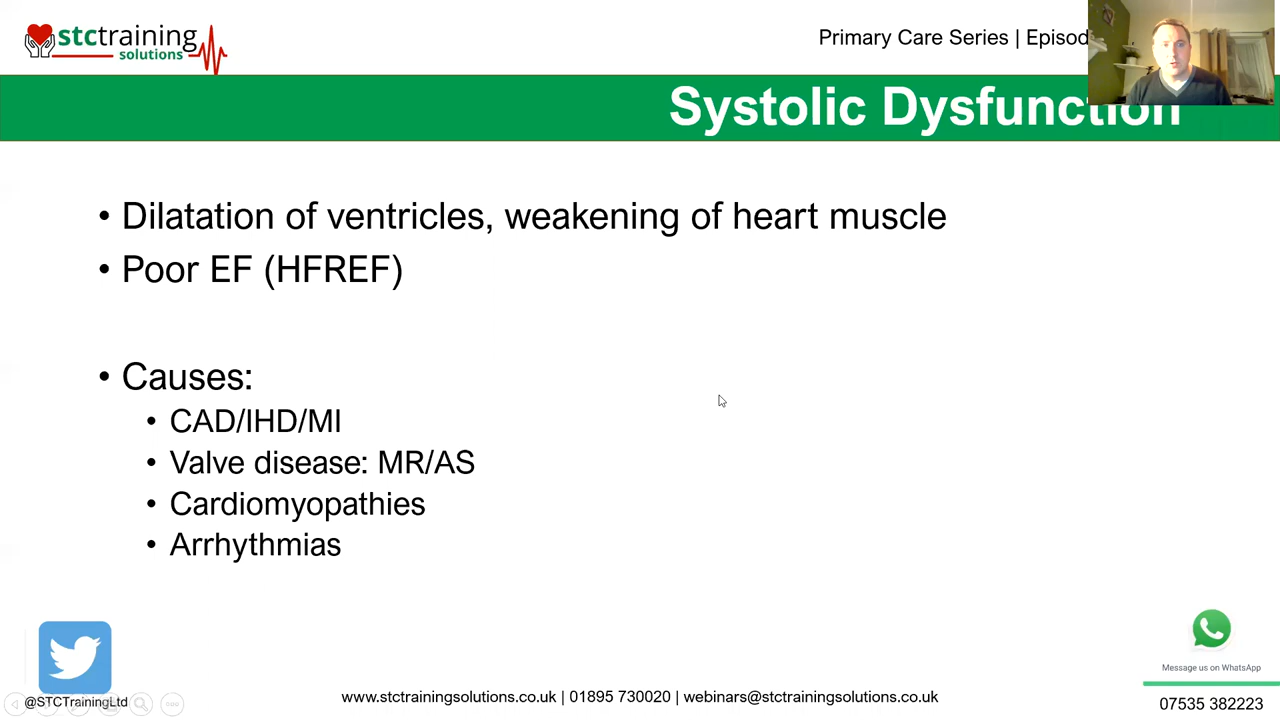 stctraining
solutions
Primary Care Series | Episod
Systolic Dysfunction
• Dilatation of ventricles, weakening of heart muscle
• Poor EF (HFREF)
• Causes:
• CAD/IHD/MI
• Valve disease: MR/AS
• Cardiomyopathies
• Arrhythmias
Message us on WhatsApp
@STCTrainingLtd
www.stctrainingsolutions.co.uk | 01895 730020 | webinars@stctrainingsolutions.co.uk
07535 382223